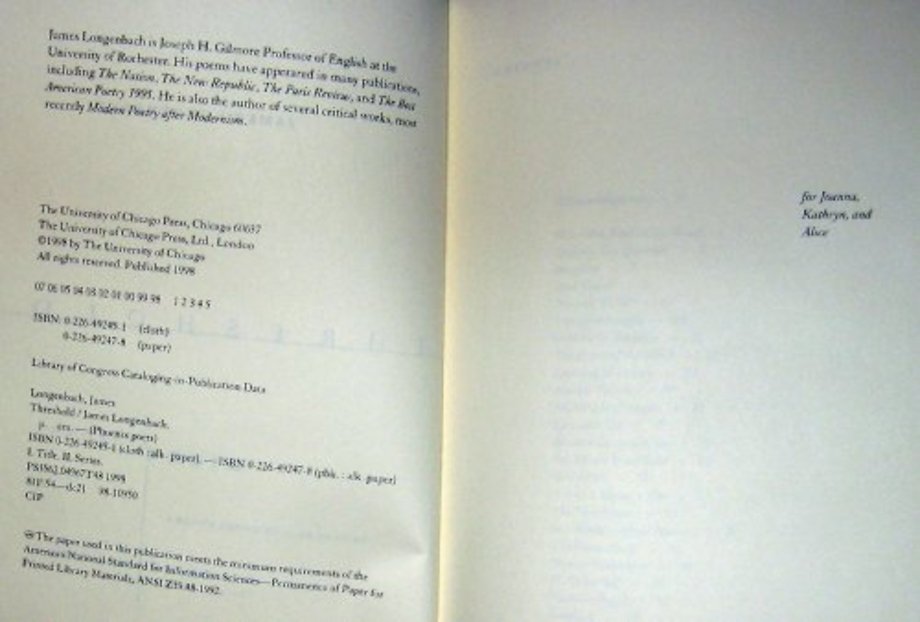 James Longenbach is Joseph H. Gilmore Professor of English at the
University of Rochester. His poems have appeared in many publications,
including The Nation, The New Republic, The Paris Review, and The Best
American Poetry 1995. He is also the author of several critical works, most
recently Modern Poetry after Modernism.
The University of Chicago Press, Chicago 60637
The University of Chicago Press, Ltd., London
©1998 by The University of Chicago
All rights reserved. Published 1998
07 06 05 04 03 02 01 00 99 98 1 2 3 4 5
ISBN: 0-226-49245-1 (cloth)
0-226-49247-8 (paper)
Library of Congress Cataloging-in-Publication Data
Longenbach, James
Threshold / James Longenbach.
p. cm. — (Phoenix poets)
ISBN 0-226-49245-1 (cloth : alk. paper). — ISBN 0-226-49247-8 (pbk. : alk. paper)
I. Title. II. Series.
PS3562.O4967T48 1998
811'.54—dc21 98-10950
CIP
∞ The paper used in this publication meets the minimum requirements of the
American National Standard for Information Sciences—Permanence of Paper for
Printed Library Materials, ANSI Z39.48-1992.
for Joanna,
Kathryn, and
Alice